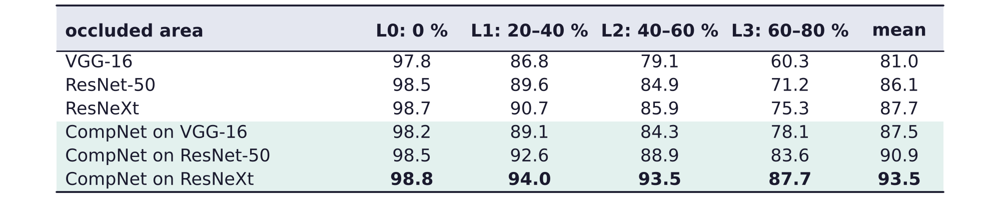 occluded area L0: 0 % L1: 20–40 % L2: 40–60 % L3: 60–80 % mean
VGG-16 97.8 86.8 79.1 60.3 81.0
ResNet-50 98.5 89.6 84.9 71.2 86.1
ResNeXt 98.7 90.7 85.9 75.3 87.7
CompNet on VGG-16 98.2 89.1 84.3 78.1 87.5
CompNet on ResNet-50 98.5 92.6 88.9 83.6 90.9
CompNet on ResNeXt 98.8 94.0 93.5 87.7 93.5